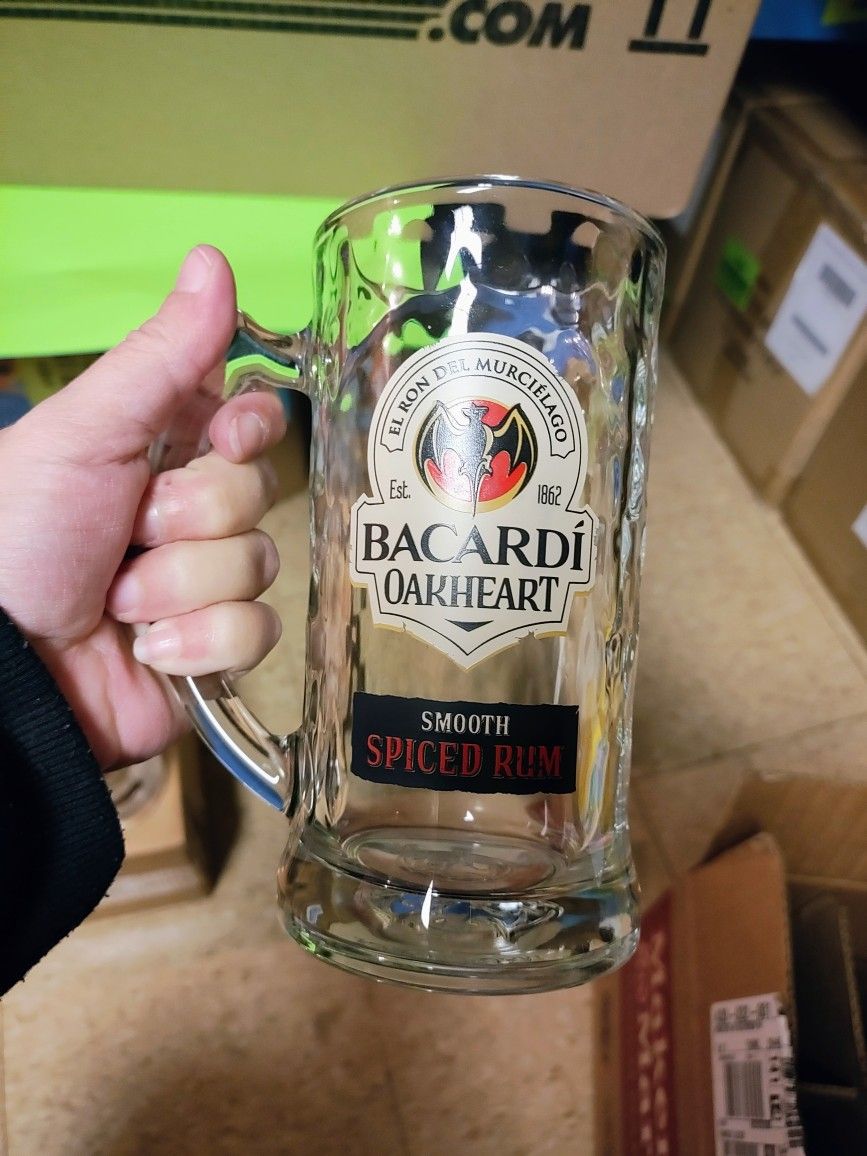 .COM
EL RON DEL MURCIÉLAGO
Est. 1862
BACARDÍ
OAKHEART
SMOOTH
SPICED RUM